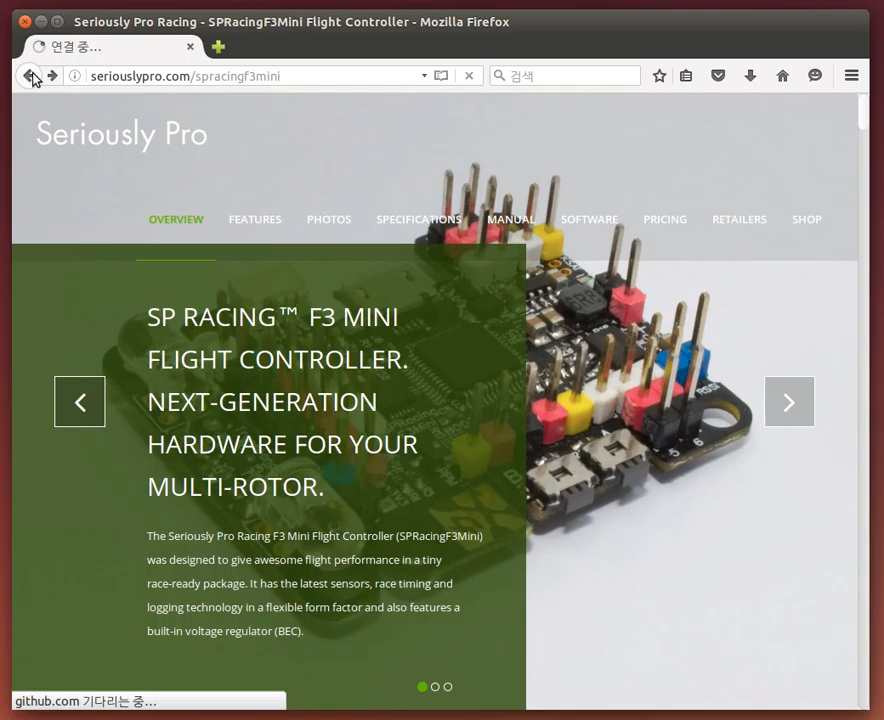 Seriously Pro Racing - SPRacingF3Mini Flight Controller - Mozilla Firefox
연결 중...
seriouslypro.com/spracingf3mini
검색
Seriously Pro
OVERVIEW FEATURES PHOTOS SPECIFICATIONS MANUAL SOFTWARE PRICING RETAILERS SHOP
SP RACING™ F3 MINI
FLIGHT CONTROLLER.
NEXT-GENERATION
HARDWARE FOR YOUR
MULTI-ROTOR.
The Seriously Pro Racing F3 Mini Flight Controller (SPRacingF3Mini)
was designed to give awesome flight performance in a tiny
race-ready package. It has the latest sensors, race timing and
logging technology in a flexible form factor and also features a
built-in voltage regulator (BEC).
6R8
RSSI
5 6
github.com 기다리는 중...